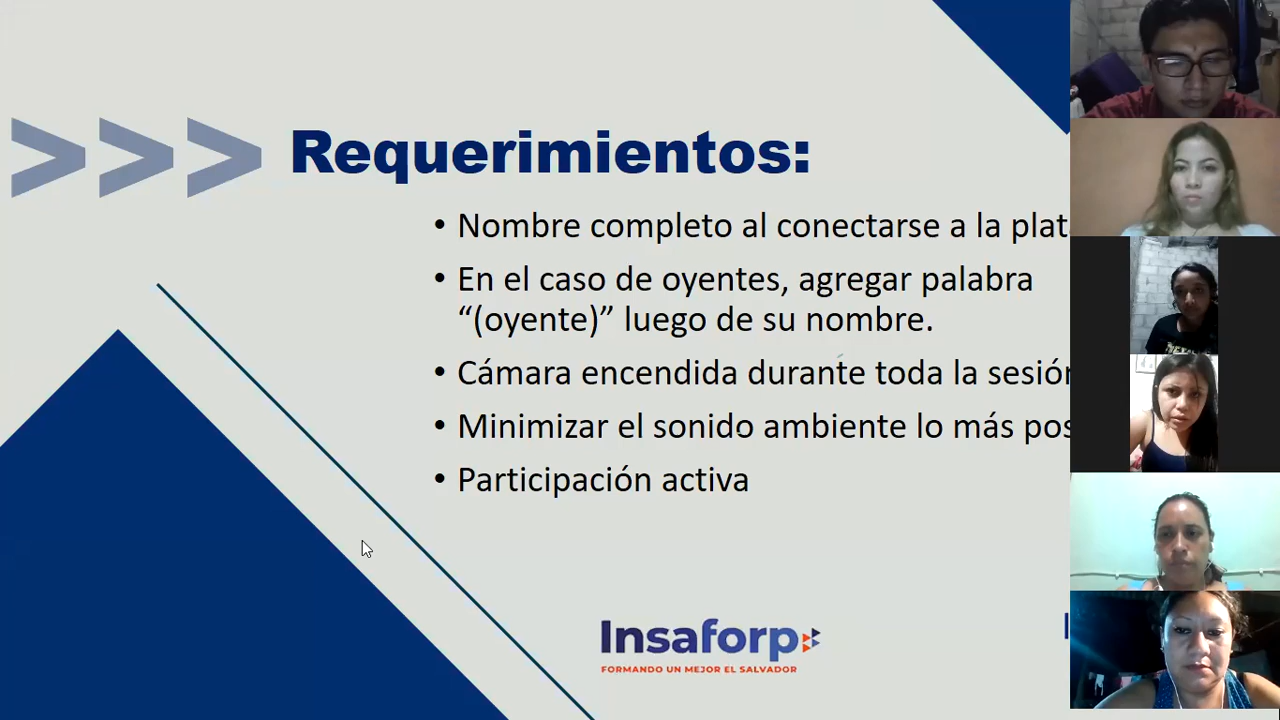 >>> Requerimientos:
• Nombre completo al conectarse a la plat
• En el caso de oyentes, agregar palabra
“(oyente)” luego de su nombre.
• Cámara encendida durante toda la sesión
• Minimizar el sonido ambiente lo más pos
• Participación activa
Insaforp
FORMANDO UN MEJOR EL SALVADOR